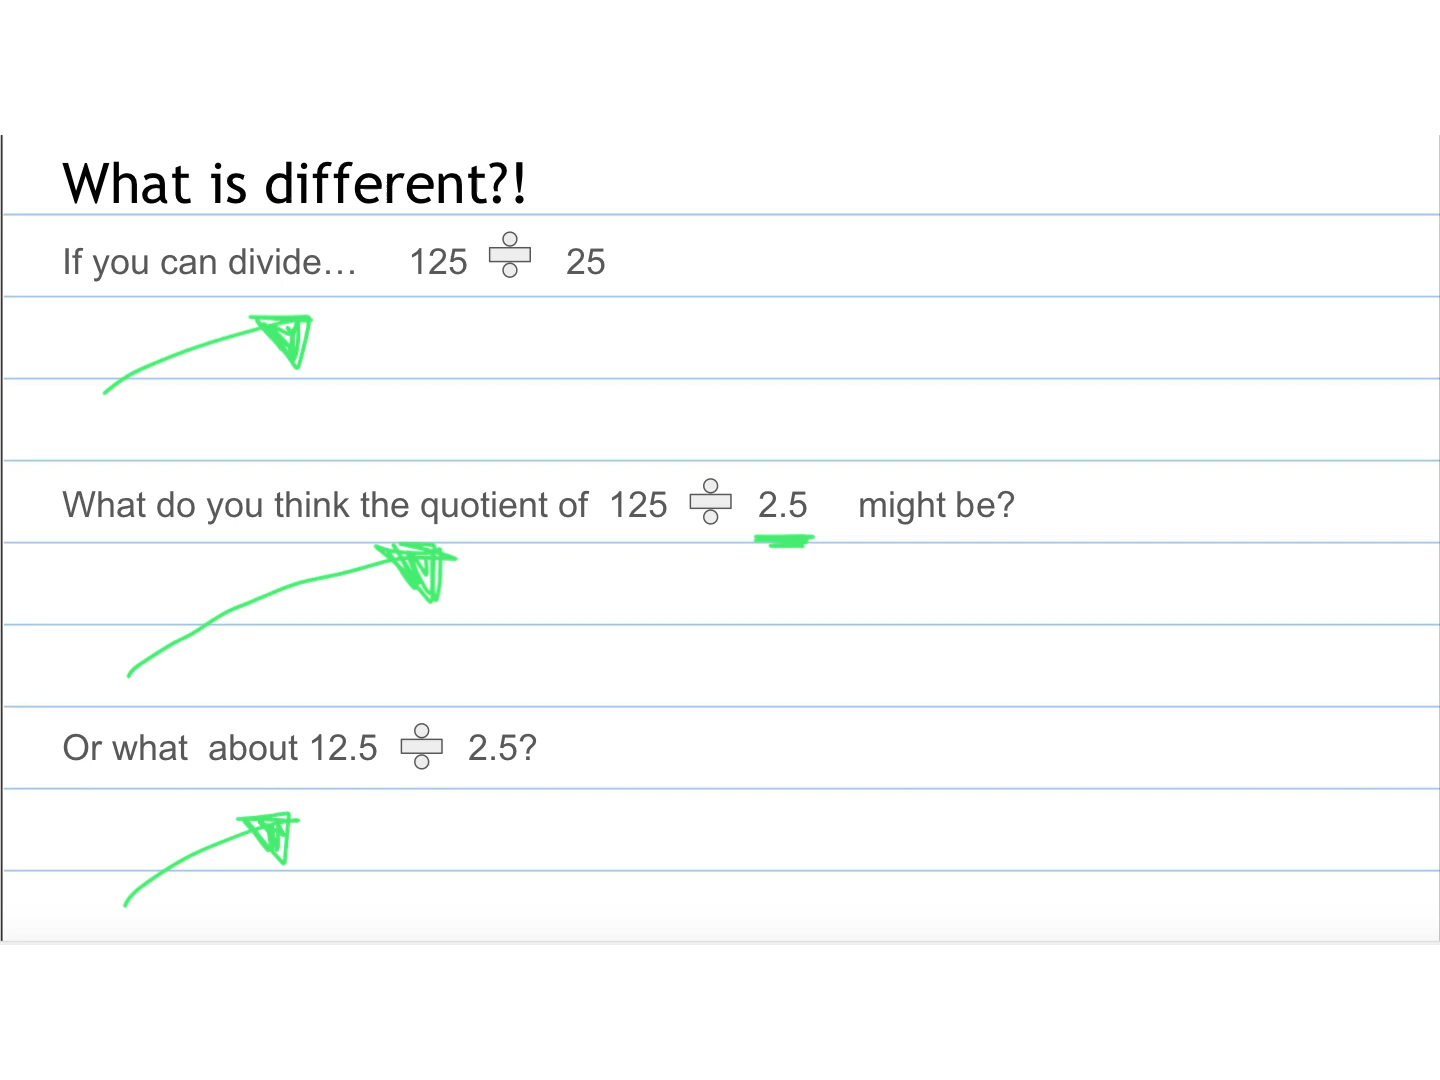 What is different?!
If you can divide… 125 ÷ 25
What do you think the quotient of 125 ÷ 2.5 might be?
Or what about 12.5 ÷ 2.5?